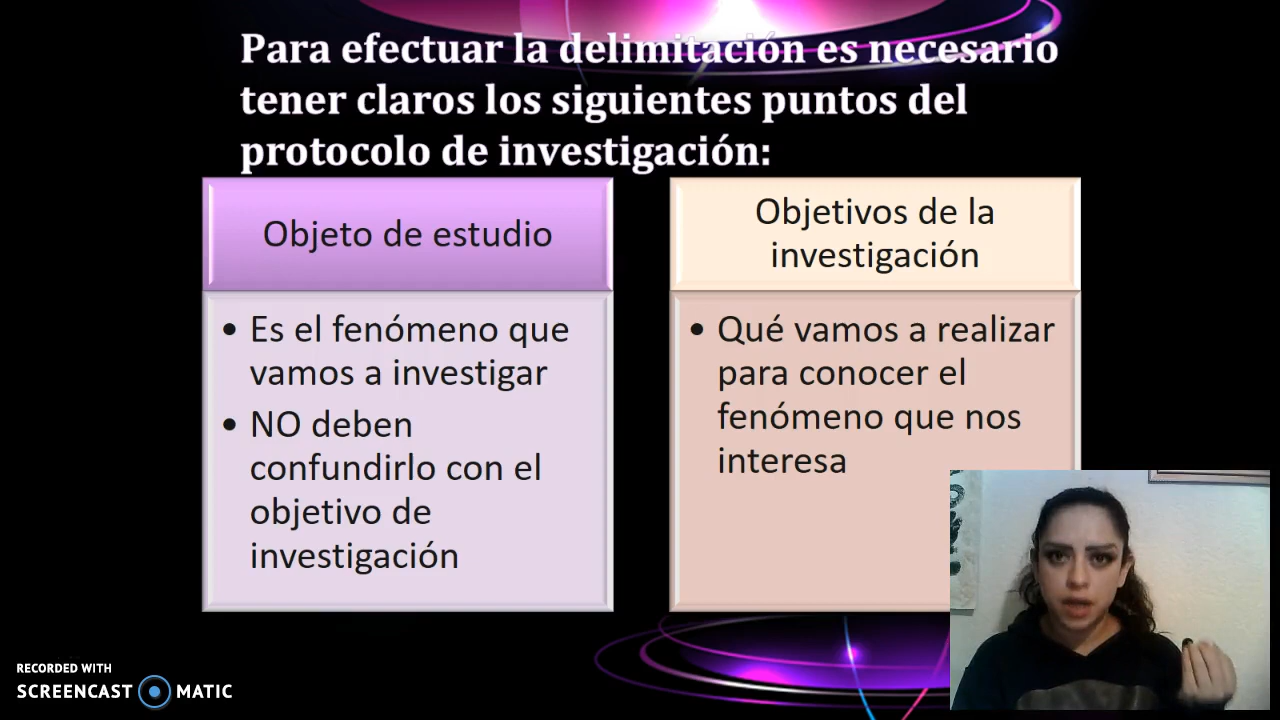 Para efectuar la delimitación es necesario
tener claros los siguientes puntos del
protocolo de investigación:
Objeto de estudio
• Es el fenómeno que
vamos a investigar
• NO deben
confundirlo con el
objetivo de
investigación
Objetivos de la
investigación
• Qué vamos a realizar
para conocer el
fenómeno que nos
interesa
RECORDED WITH
SCREENCAST MATIC